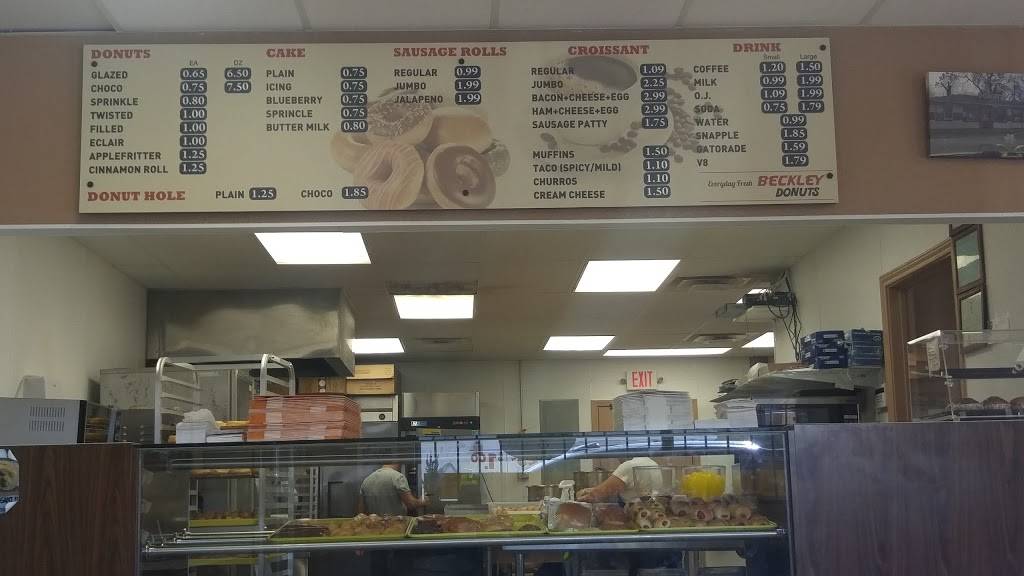 DONUTS
EA DZ
GLAZED 0.65 6.50
CHOCO 0.75 7.50
SPRINKLE 0.80
TWISTED 1.00
FILLED 1.00
ECLAIR 1.00
APPLEFRITTER 1.25
CINNAMON ROLL 1.25
DONUT HOLE PLAIN 1.25 CHOCO 1.85
CAKE
PLAIN 0.75
ICING 0.75
BLUEBERRY 0.75
SPRINCLE 0.75
BUTTER MILK 0.80
SAUSAGE ROLLS
REGULAR 0.99
JUMBO 1.99
JALAPENO 1.99
CROISSANT
REGULAR 1.09
JUMBO 2.25
BACON+CHEESE+EGG 2.99
HAM+CHEESE+EGG 2.99
SAUSAGE PATTY 1.75
MUFFINS 1.50
TACO (SPICY/MILD) 1.10
CHURROS 1.10
CREAM CHEESE 1.50
DRINK
Small Large
COFFEE 1.20 1.50
MILK 0.99 1.99
O.J. 1.09 1.99
SODA 0.75 1.79
WATER 0.99
SNAPPLE 1.85
GATORADE 1.59
V8 1.79
Everyday Fresh BECKLEY
DONUTS
EXIT